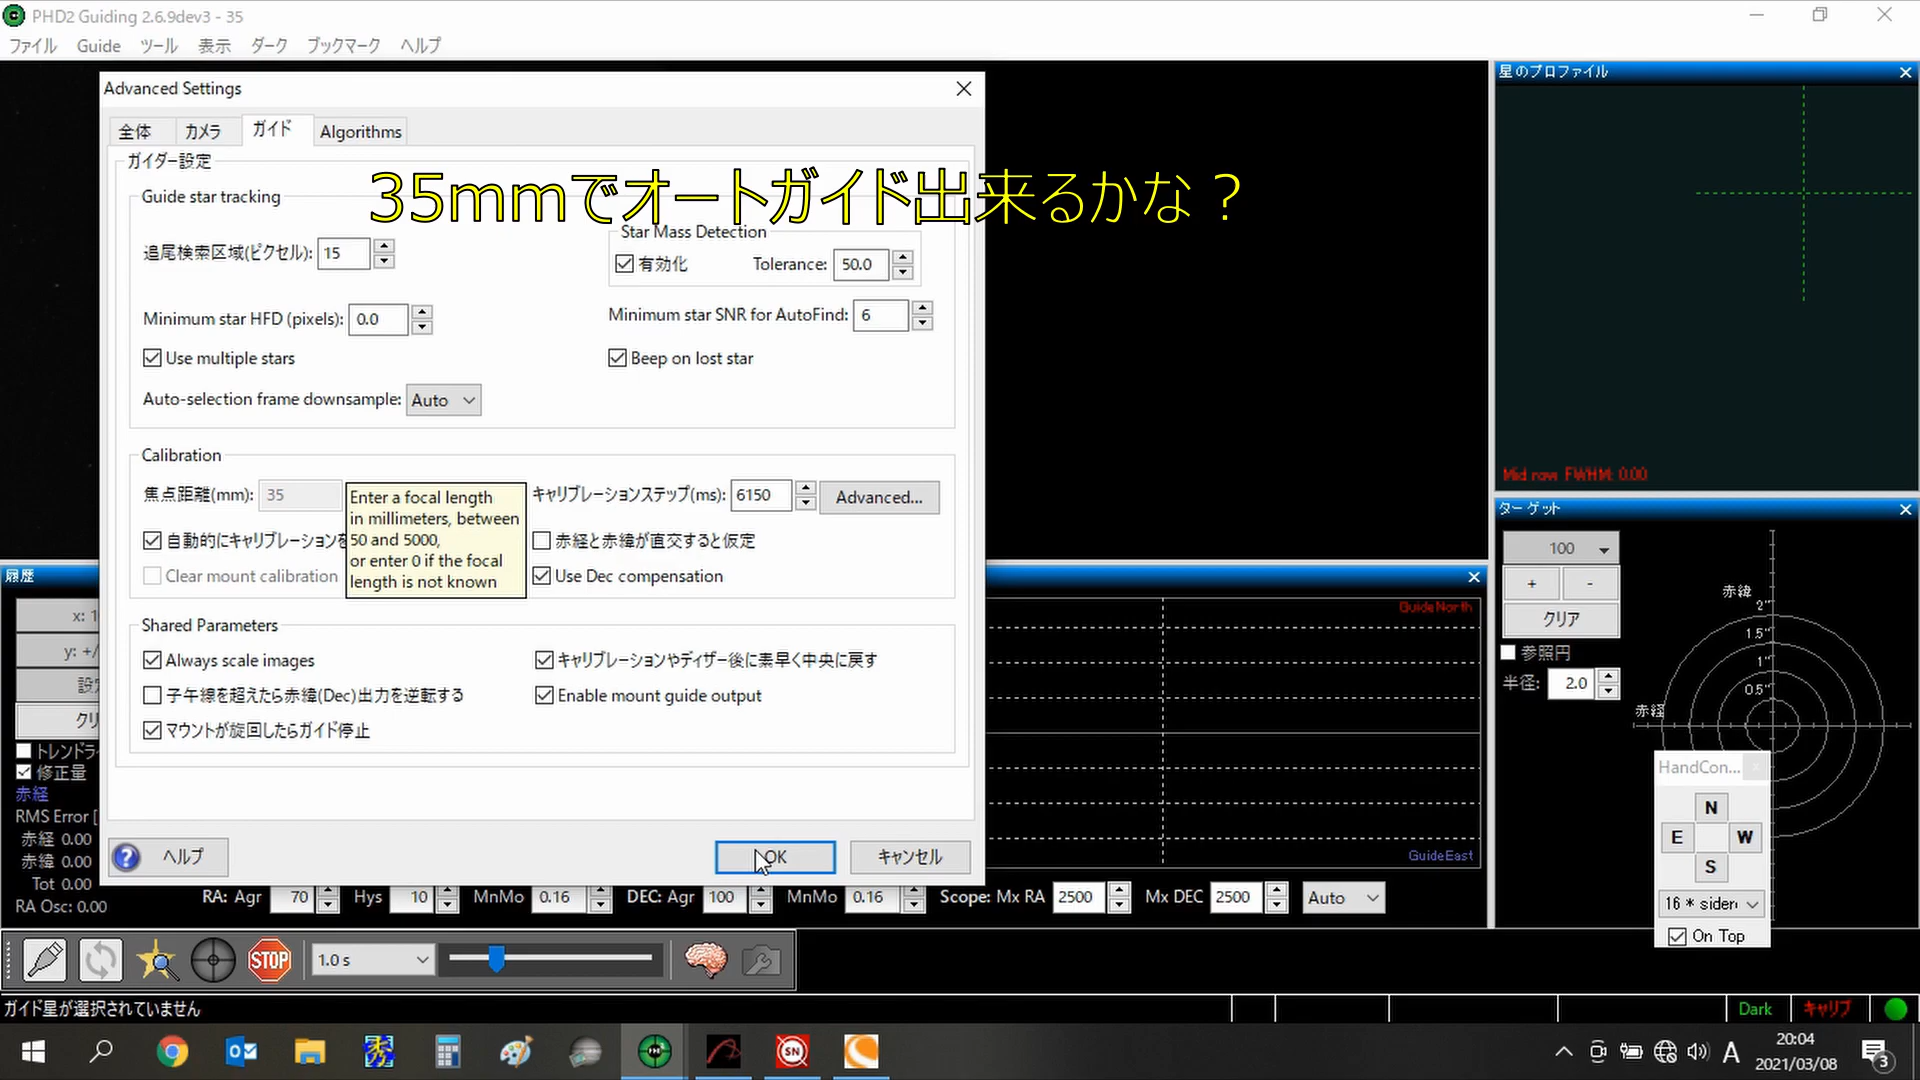 PHD2 Guiding 2.6.9dev3 - 35
ファイル Guide ツール 表示 ダーク ブックマーク ヘルプ
Advanced Settings
全体 カメラ ガイド Algorithms
ガイダー設定
35mmでオートガイド出来るかな？
Guide star tracking
追尾検索区域(ピクセル): 15
Star Mass Detection
有効化 Tolerance: 50.0
Minimum star HFD (pixels): 0.0
Minimum star SNR for AutoFind: 6
Use multiple stars
Beep on lost star
Auto-selection frame downsample: Auto
Calibration
焦点距離(mm): 35
キャリブレーションステップ(ms): 6150 Advanced...
Enter a focal length
in millimeters, between
50 and 5000,
or enter 0 if the focal
length is not known
自動的にキャリブレーションを
赤経と赤緯が直交すると仮定
Clear mount calibration
Use Dec compensation
Shared Parameters
Always scale images
キャリブレーションやディザー後に素早く中央に戻す
子午線を超えたら赤緯(Dec)出力を逆転する
Enable mount guide output
マウントが旋回したらガイド停止
ヘルプ OK キャンセル
星のプロファイル
Mid row FWHM: 0.00
ターゲット
100
+ -
クリア
参照円
半径: 2.0
赤緯
2"
1.5"
1"
0.5"
赤経
HandCon...
N
E W
S
16 * sider
On Top
履歴
x: 1
y: +/
設定
クリ
トレンドラ
修正量
赤経
RMS Error [
赤経 0.00
赤緯 0.00
Tot 0.00
RA Osc: 0.00
GuideNorth
GuideEast
RA: Agr 70 Hys 10 MnMo 0.16 DEC: Agr 100 MnMo 0.16 Scope: Mx RA 2500 Mx DEC 2500 Auto
STOP 1.0 s
ガイド星が選択されていません
Dark キャリブ
A 20:04
2021/03/08
3